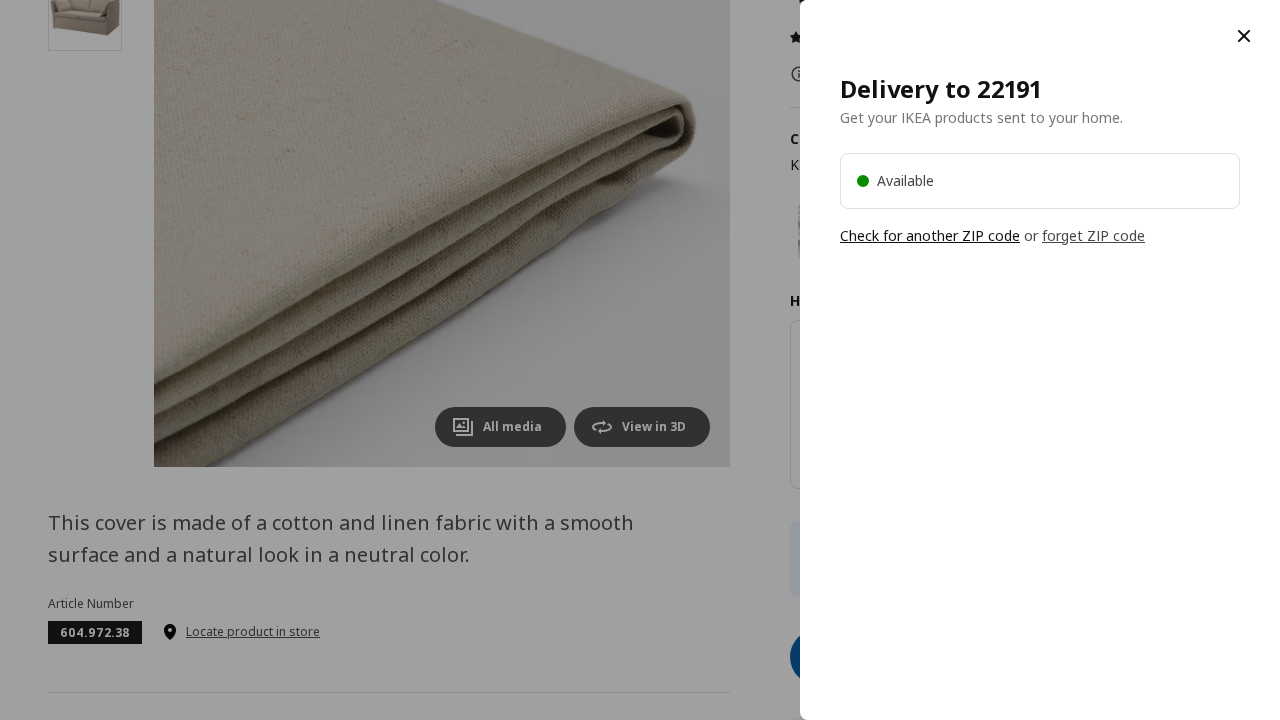 Delivery to 22191
Get your IKEA products sent to your home.
Available
Check for another ZIP code or forget ZIP code
All media
View in 3D
This cover is made of a cotton and linen fabric with a smooth
surface and a natural look in a neutral color.
Article Number
604.972.38
Locate product in store